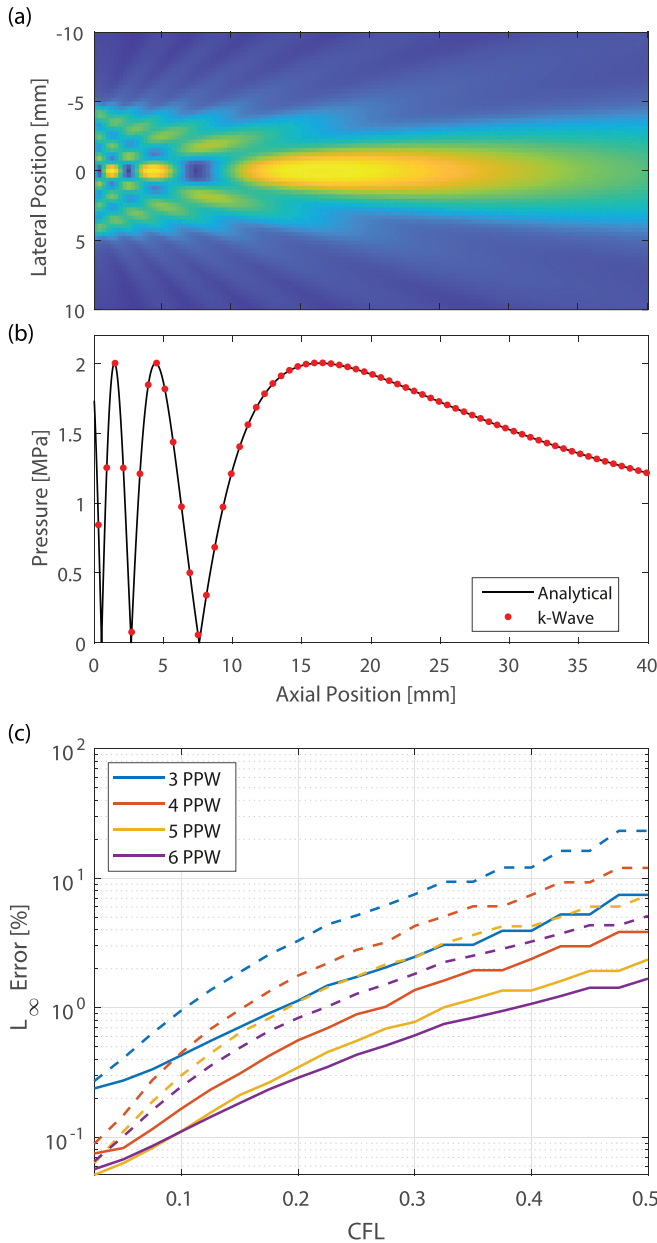 (a)
Lateral Position [mm]
-10
-5
0
5
10
(b)
Pressure [MPa]
2
1.5
1
0.5
0
Analytical
k-Wave
0 5 10 15 20 25 30 35 40
Axial Position [mm]
(c)
L∞ Error [%]
10^2
10^1
10^0
10^-1
3 PPW
4 PPW
5 PPW
6 PPW
0.1 0.2 0.3 0.4 0.5
CFL